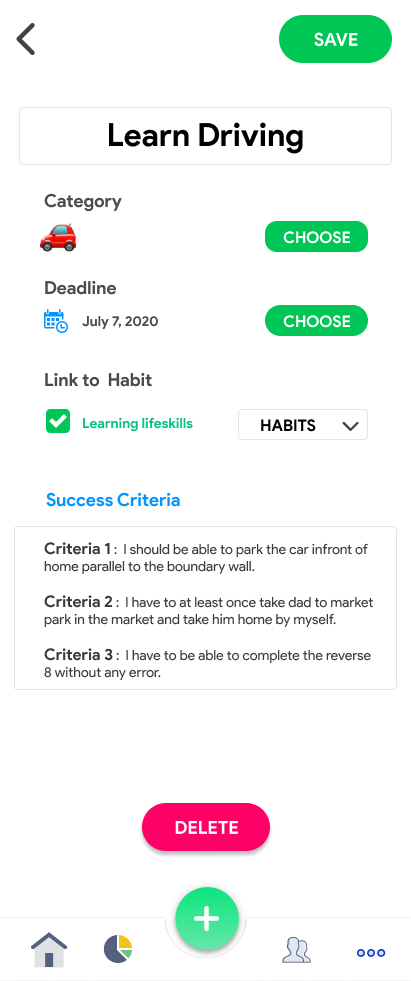 SAVE
Learn Driving
Category
CHOOSE
Deadline
July 7, 2020
CHOOSE
Link to Habit
Learning lifeskills
HABITS
Success Criteria
Criteria 1 : I should be able to park the car infront of
home parallel to the boundary wall.
Criteria 2 : I have to at least once take dad to market
park in the market and take him home by myself.
Criteria 3 : I have to be able to complete the reverse
8 without any error.
DELETE